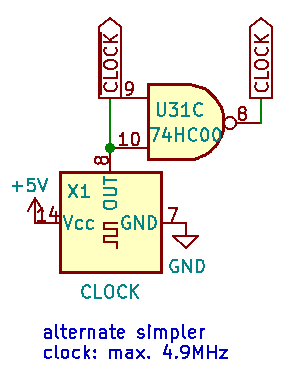 CLOCK
CLOCK
9
U31C
8
74HC00
10
8
+5V
X1
OUT
14
Vcc
GND
7
GND
CLOCK
alternate simpler
clock: max. 4.9MHz